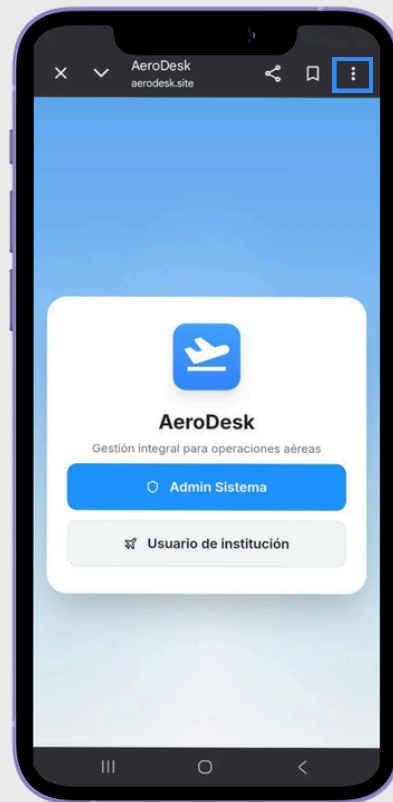 AeroDesk
aerodesk.site
AeroDesk
Gestión integral para operaciones aéreas
Admin Sistema
Usuario de institución